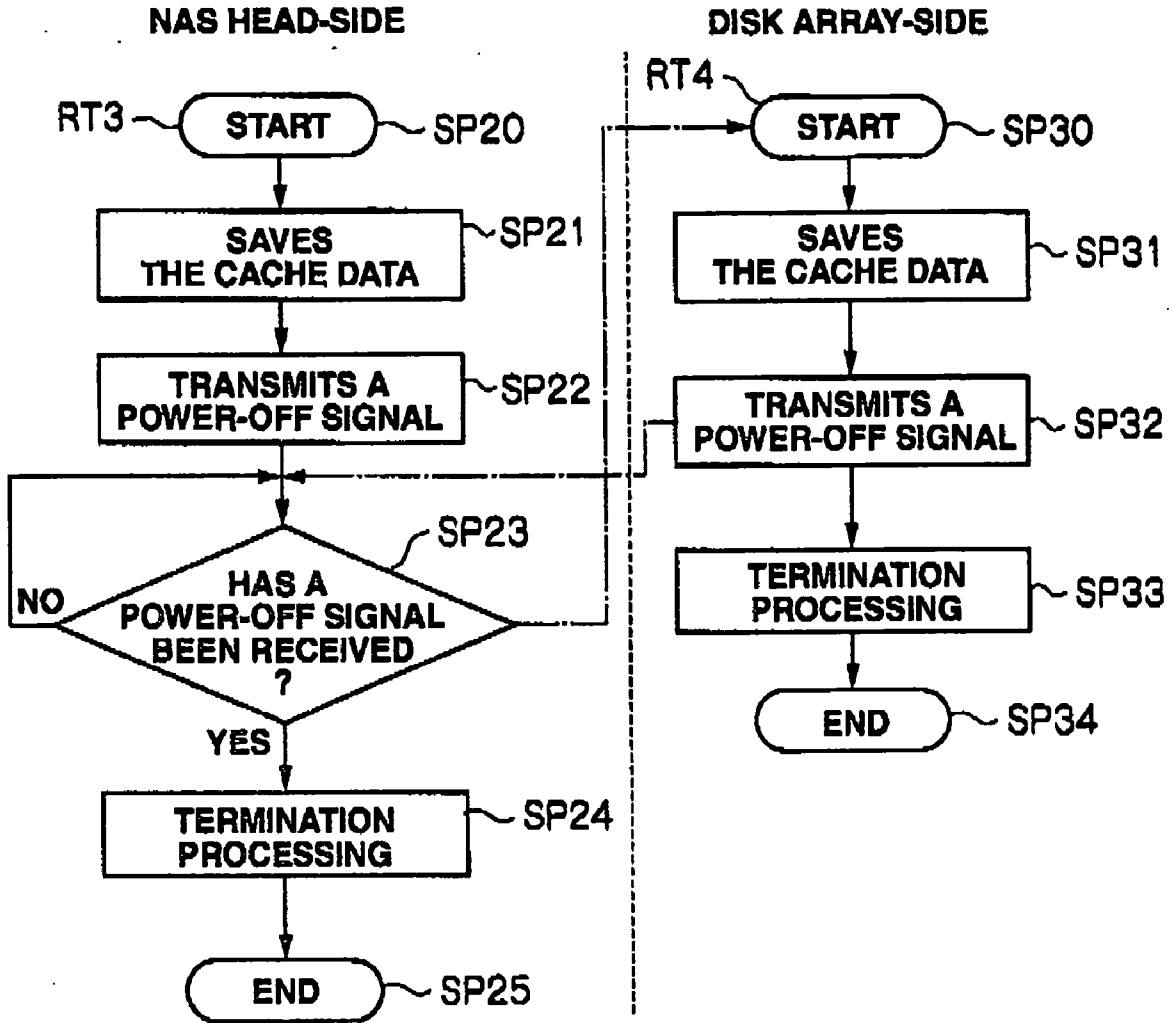 NAS HEAD-SIDE
RT3
START
SP20
SAVES
THE CACHE DATA
SP21
TRANSMITS A
POWER-OFF SIGNAL
SP22
SP23
HAS A
POWER-OFF SIGNAL
BEEN RECEIVED
?
NO
YES
TERMINATION
PROCESSING
SP24
END
SP25
DISK ARRAY-SIDE
RT4
START
SP30
SAVES
THE CACHE DATA
SP31
TRANSMITS A
POWER-OFF SIGNAL
SP32
TERMINATION
PROCESSING
SP33
END
SP34